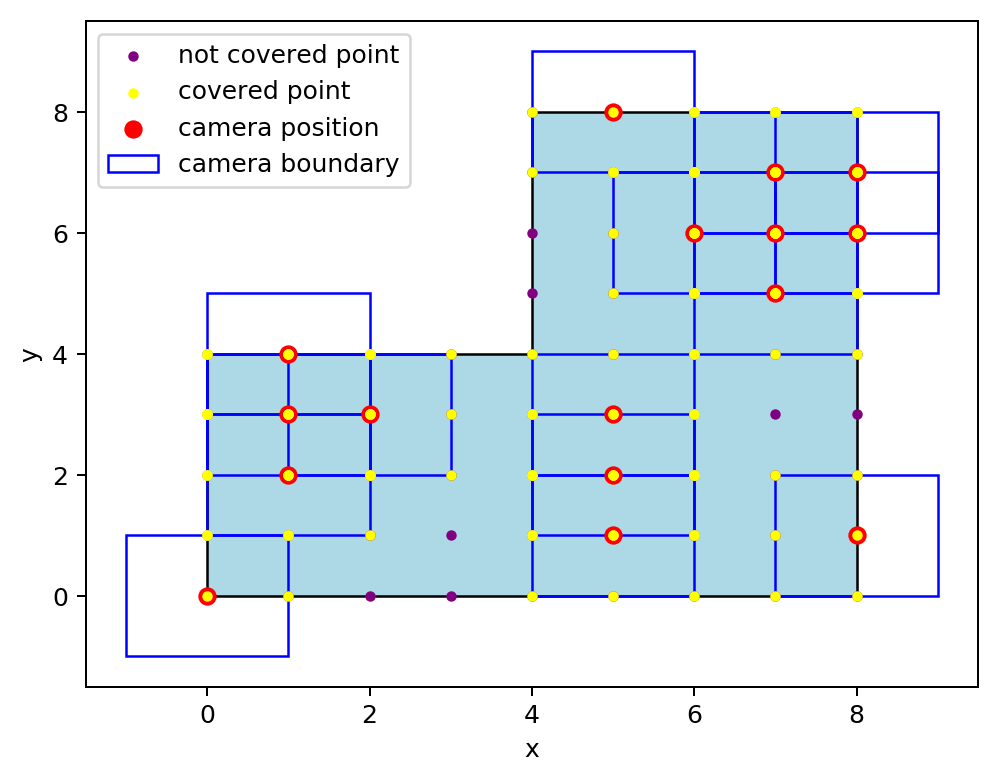 not covered point
covered point
camera position
camera boundary
8
6
4
2
0
y
0 2 4 6 8
x